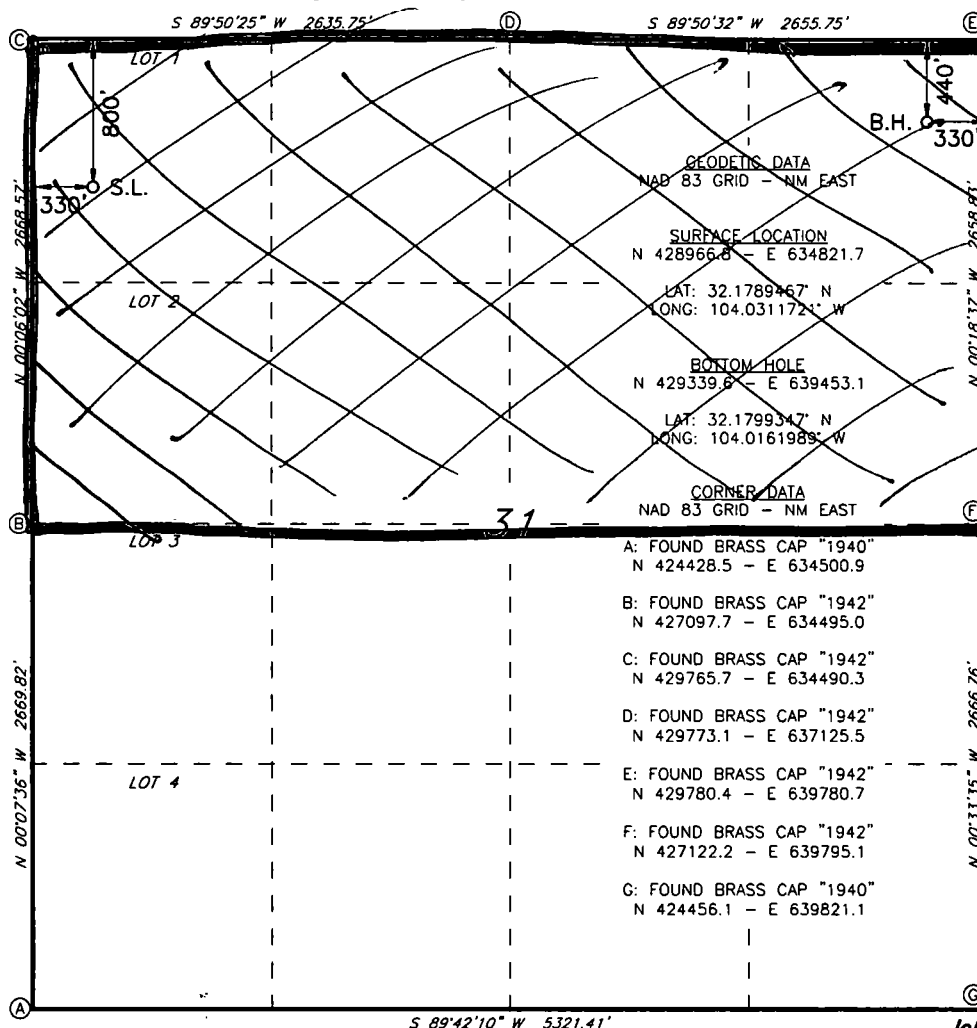 S 89°50'25" W 2635.75'
D
S 89°50'32" W 2655.75'
E
C
LOT 1
800'
440'
B.H.
330'
S.L.
330'
N 00°06'02" W 2668.57'
N 00°18'37" W 2658.83'
GEODETIC DATA
NAD 83 GRID - NM EAST
SURFACE LOCATION
N 428966.8 - E 634821.7
LOT 2
LAT: 32.1789467° N
LONG: 104.0311721° W
BOTTOM HOLE
N 429339.6 - E 639453.1
LAT: 32.1799347° N
LONG: 104.0161989° W
CORNER DATA
NAD 83 GRID - NM EAST
B
31
F
LOT 3
A: FOUND BRASS CAP "1940"
N 424428.5 - E 634500.9
B: FOUND BRASS CAP "1942"
N 427097.7 - E 634495.0
C: FOUND BRASS CAP "1942"
N 429765.7 - E 634490.3
D: FOUND BRASS CAP "1942"
N 429773.1 - E 637125.5
E: FOUND BRASS CAP "1942"
N 429780.4 - E 639780.7
F: FOUND BRASS CAP "1942"
N 427122.2 - E 639795.1
G: FOUND BRASS CAP "1940"
N 424456.1 - E 639821.1
N 00°07'36" W 2669.82'
N 00°33'35" W 2666.76'
LOT 4
A
G
S 89°42'10" W 5321.41'